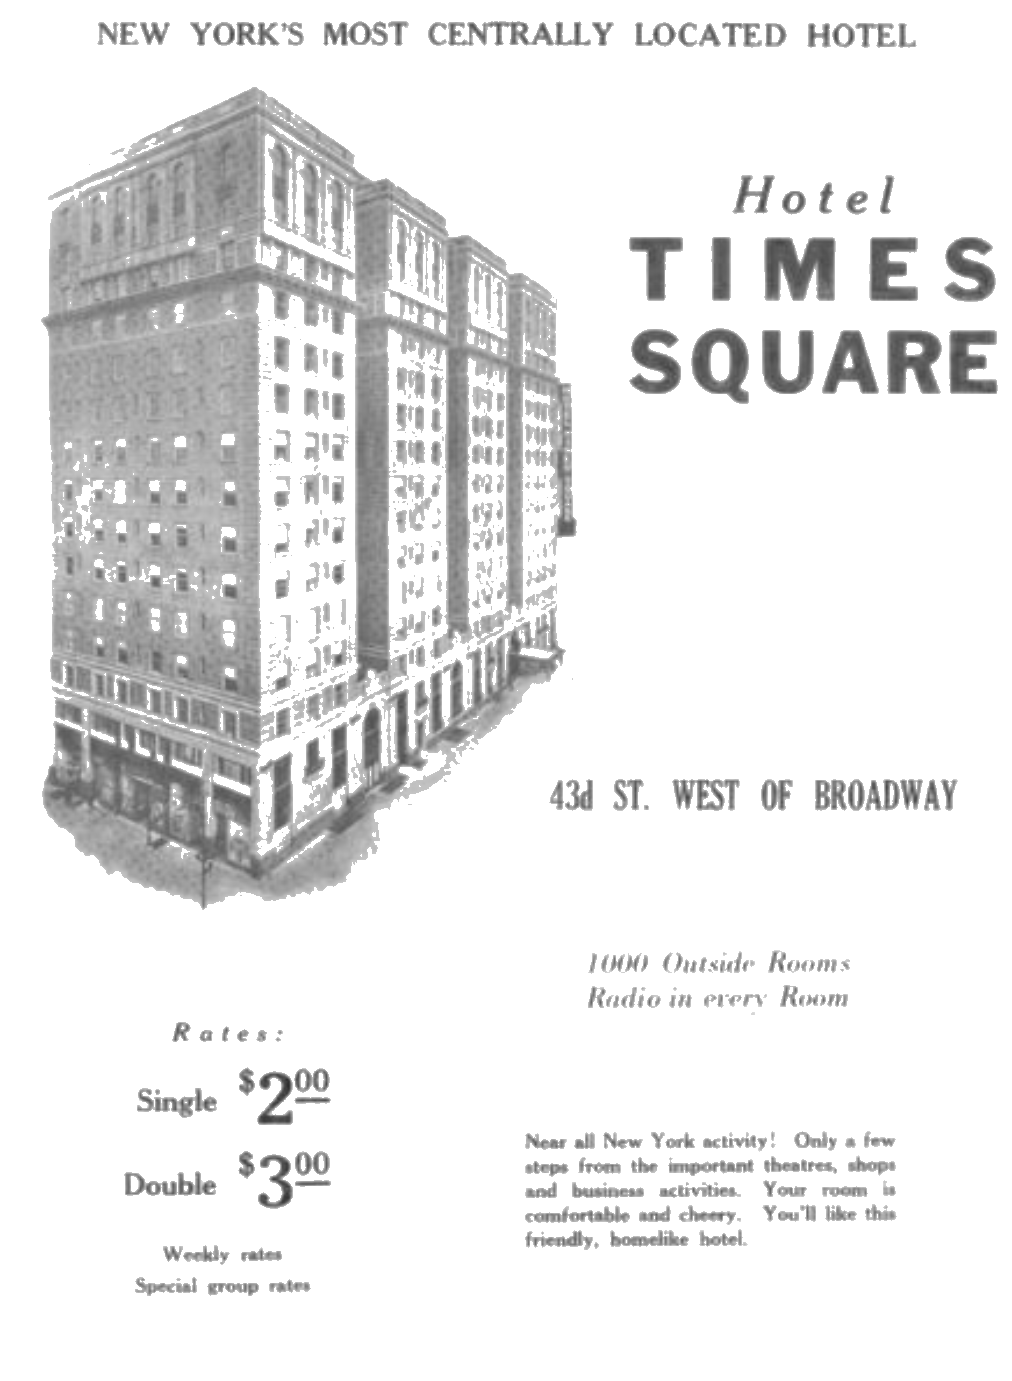 NEW YORK'S MOST CENTRALLY LOCATED HOTEL
Hotel
TIMES
SQUARE
43d ST. WEST OF BROADWAY
1000 Outside Rooms
Radio in every Room
Rates:
Single $2.00
Double $3.00
Weekly rates
Special group rates
Near all New York activity! Only a few
steps from the important theatres, shops
and business activities. Your room is
comfortable and cheery. You'll like this
friendly, homelike hotel.